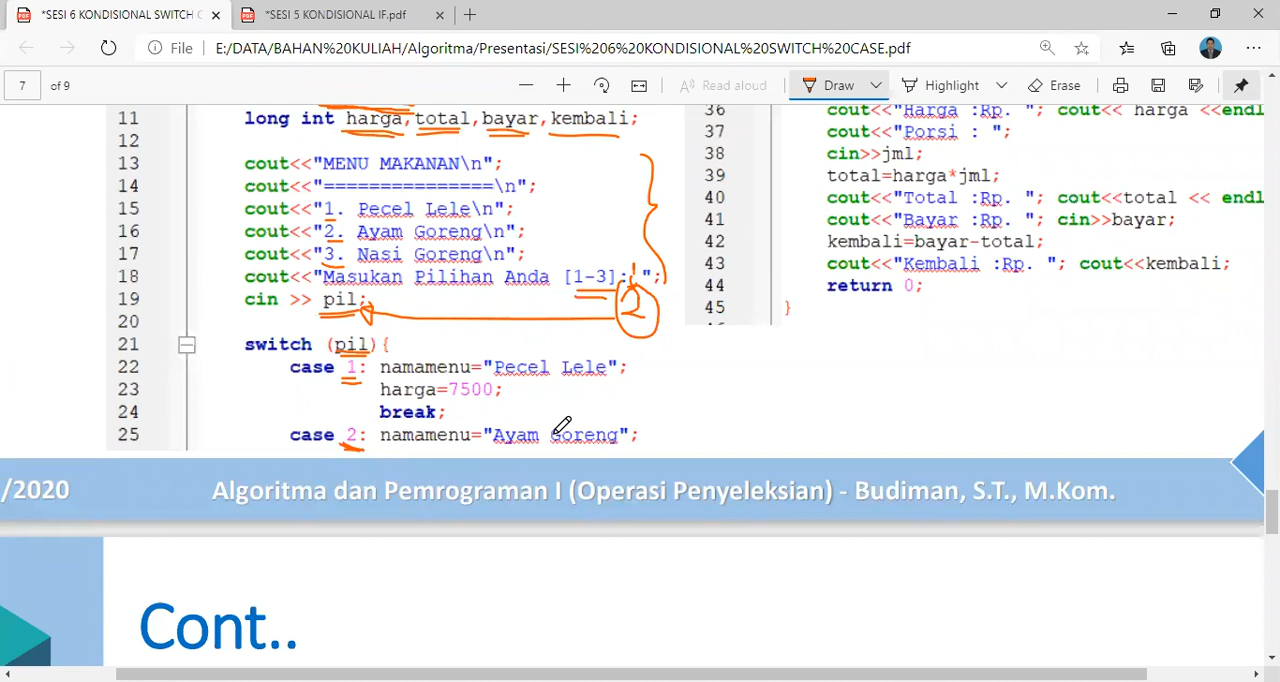 *SESI 6 KONDISIONAL SWITCH C
*SESI 5 KONDISIONAL IF.pdf
File
E:/DATA/BAHAN%20KULIAH/Algoritma/Presentasi/SESI%206%20KONDISIONAL%20SWITCH%20CASE.pdf
7 of 9
Read aloud
Draw
Highlight
Erase
11 long int harga,total,bayar,kembali;
12
13 cout<<"MENU MAKANAN\n";
14 cout<<"===============\n";
15 cout<<"1. Pecel Lele\n";
16 cout<<"2. Ayam Goreng\n";
17 cout<<"3. Nasi Goreng\n";
18 cout<<"Masukan Pilihan Anda [1-3]: ";
19 cin >> pil;
2
20
21 switch (pil){
22 case 1: namamenu="Pecel Lele";
23 harga=7500;
24 break;
25 case 2: namamenu="Ayam Goreng";
36 cout<<"Harga :Rp. "; cout<< harga <<endl
37 cout<<"Porsi : ";
38 cin>>jml;
39 total=harga*jml;
40 cout<<"Total :Rp. "; cout<<total << endl
41 cout<<"Bayar :Rp. "; cin>>bayar;
42 kembali=bayar-total;
43 cout<<"Kembali :Rp. "; cout<<kembali;
44 return 0;
45 }
/2020
Algoritma dan Pemrograman I (Operasi Penyeleksian) - Budiman, S.T., M.Kom.
Cont..